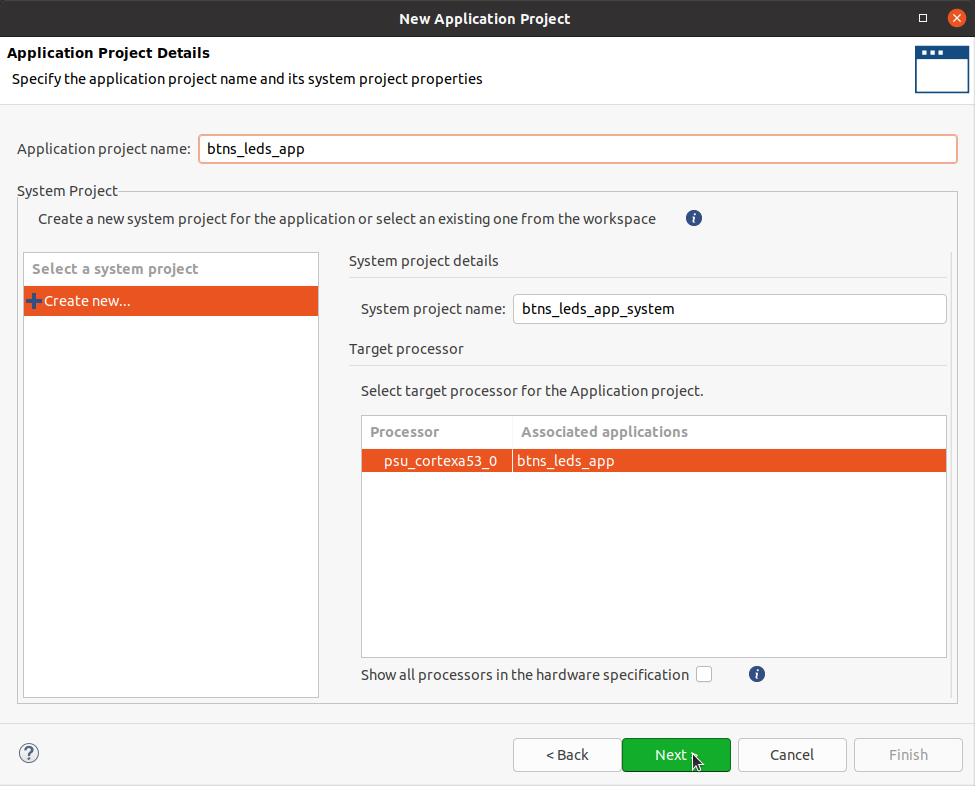 New Application Project
Application Project Details
Specify the application project name and its system project properties
Application project name: btns_leds_app
System Project
Create a new system project for the application or select an existing one from the workspace
Select a system project
Create new...
System project details
System project name: btns_leds_app_system
Target processor
Select target processor for the Application project.
Processor Associated applications
psu_cortexa53_0 btns_leds_app
Show all processors in the hardware specification
< Back Next > Cancel Finish